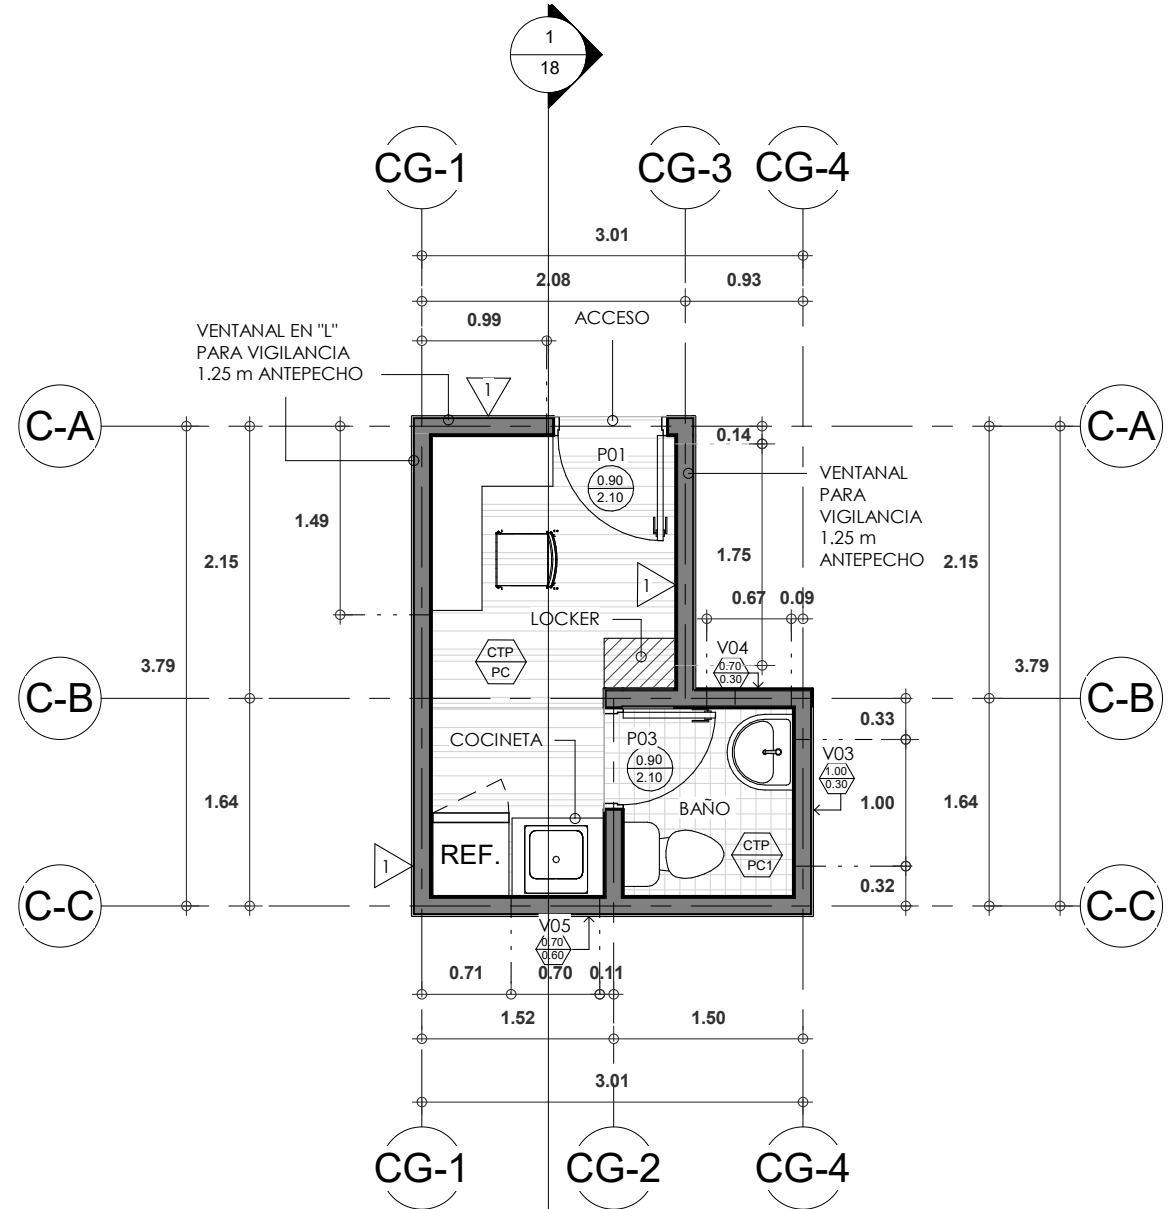 1
18
CG-1
CG-3
CG-4
3.01
2.08
0.93
0.99
ACCESO
VENTANAL EN "L"
PARA VIGILANCIA
1.25 m ANTEPECHO
1
C-A
C-A
0.14
P01
0.90
2.10
VENTANAL
PARA
VIGILANCIA
1.25 m
ANTEPECHO
1.49
2.15
1.75
2.15
1
0.67
0.09
LOCKER
CTP
PC
V04
0.70
0.30
3.79
3.79
C-B
C-B
0.33
COCINETA
P03
0.90
2.10
V03
1.00
0.30
1.64
BAÑO
1.00
1.64
REF.
1
CTP
PC1
0.32
C-C
C-C
V05
0.70
0.60
0.71
0.70
0.11
1.52
1.50
3.01
CG-1
CG-2
CG-4